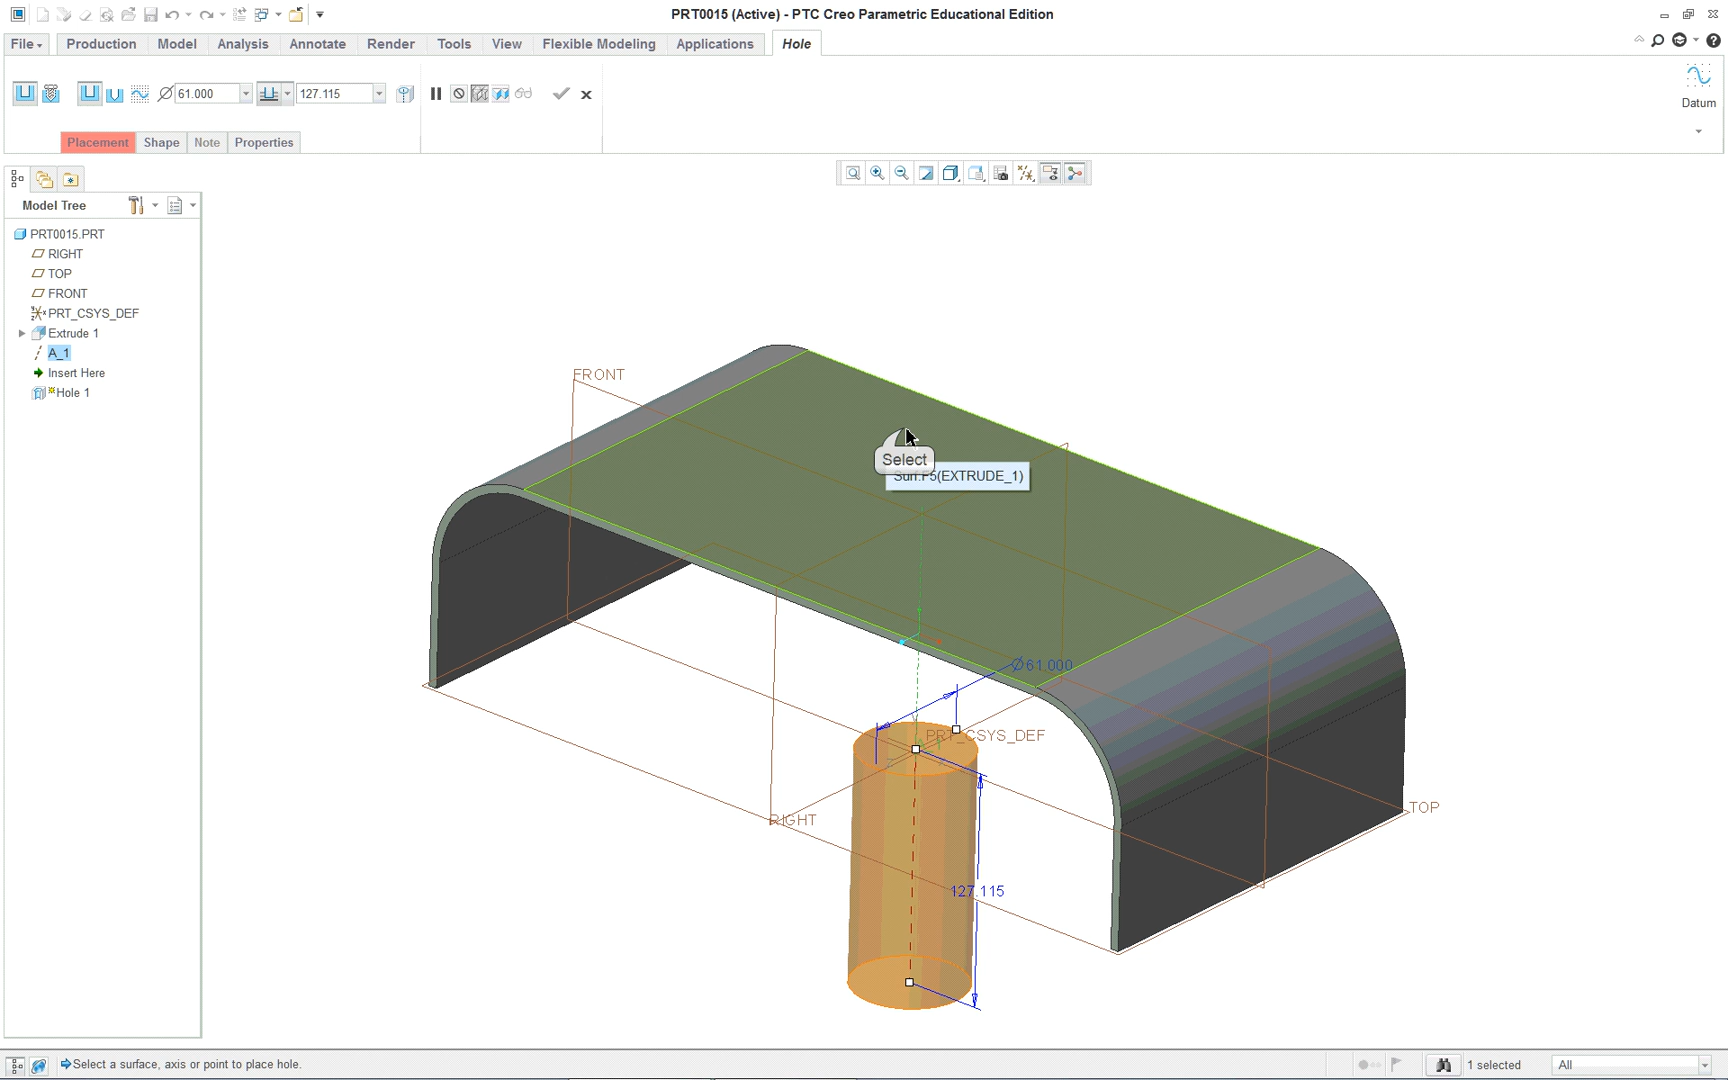 PRT0015 (Active) - PTC Creo Parametric Educational Edition
File Production Model Analysis Annotate Render Tools View Flexible Modeling Applications Hole
61.000 127.115
Datum
Placement Shape Note Properties
Model Tree
PRT0015.PRT
RIGHT
TOP
FRONT
PRT_CSYS_DEF
Extrude 1
A_1
Insert Here
Hole 1
FRONT
Select
Surf:F5(EXTRUDE_1)
Ø61.000
PRT_CSYS_DEF
TOP
RIGHT
127.115
Select a surface, axis or point to place hole.
1 selected
All